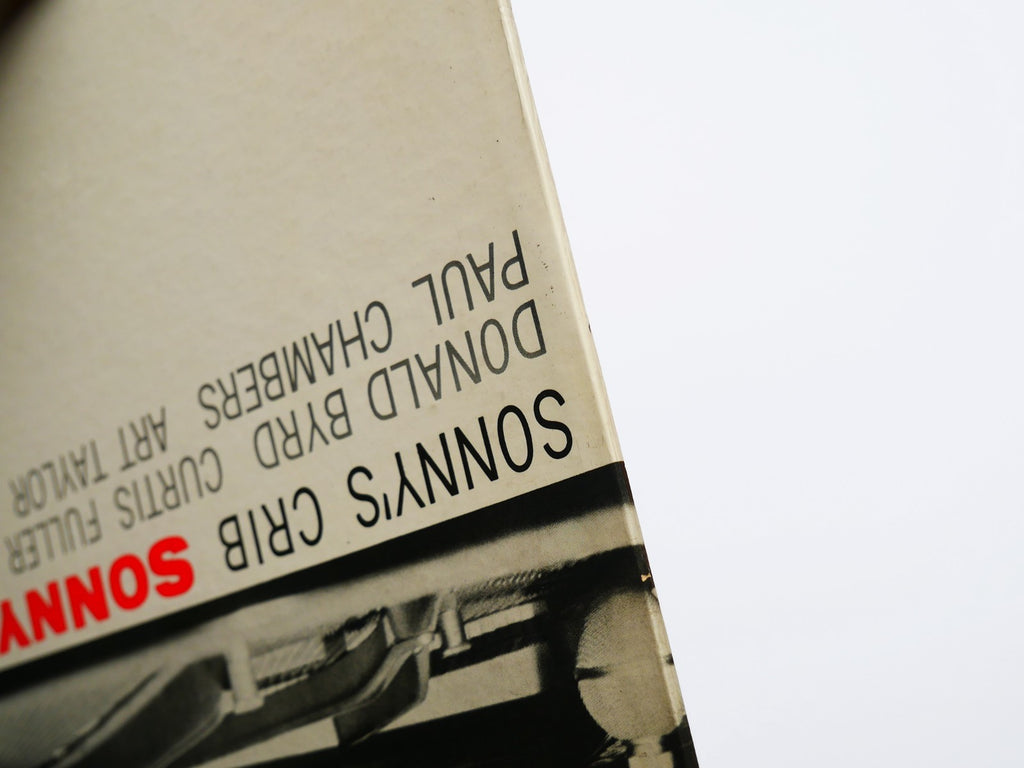 SONNY'S CRIB SONNY
DONALD BYRD CURTIS FULLER
PAUL CHAMBERS ART TAYLOR